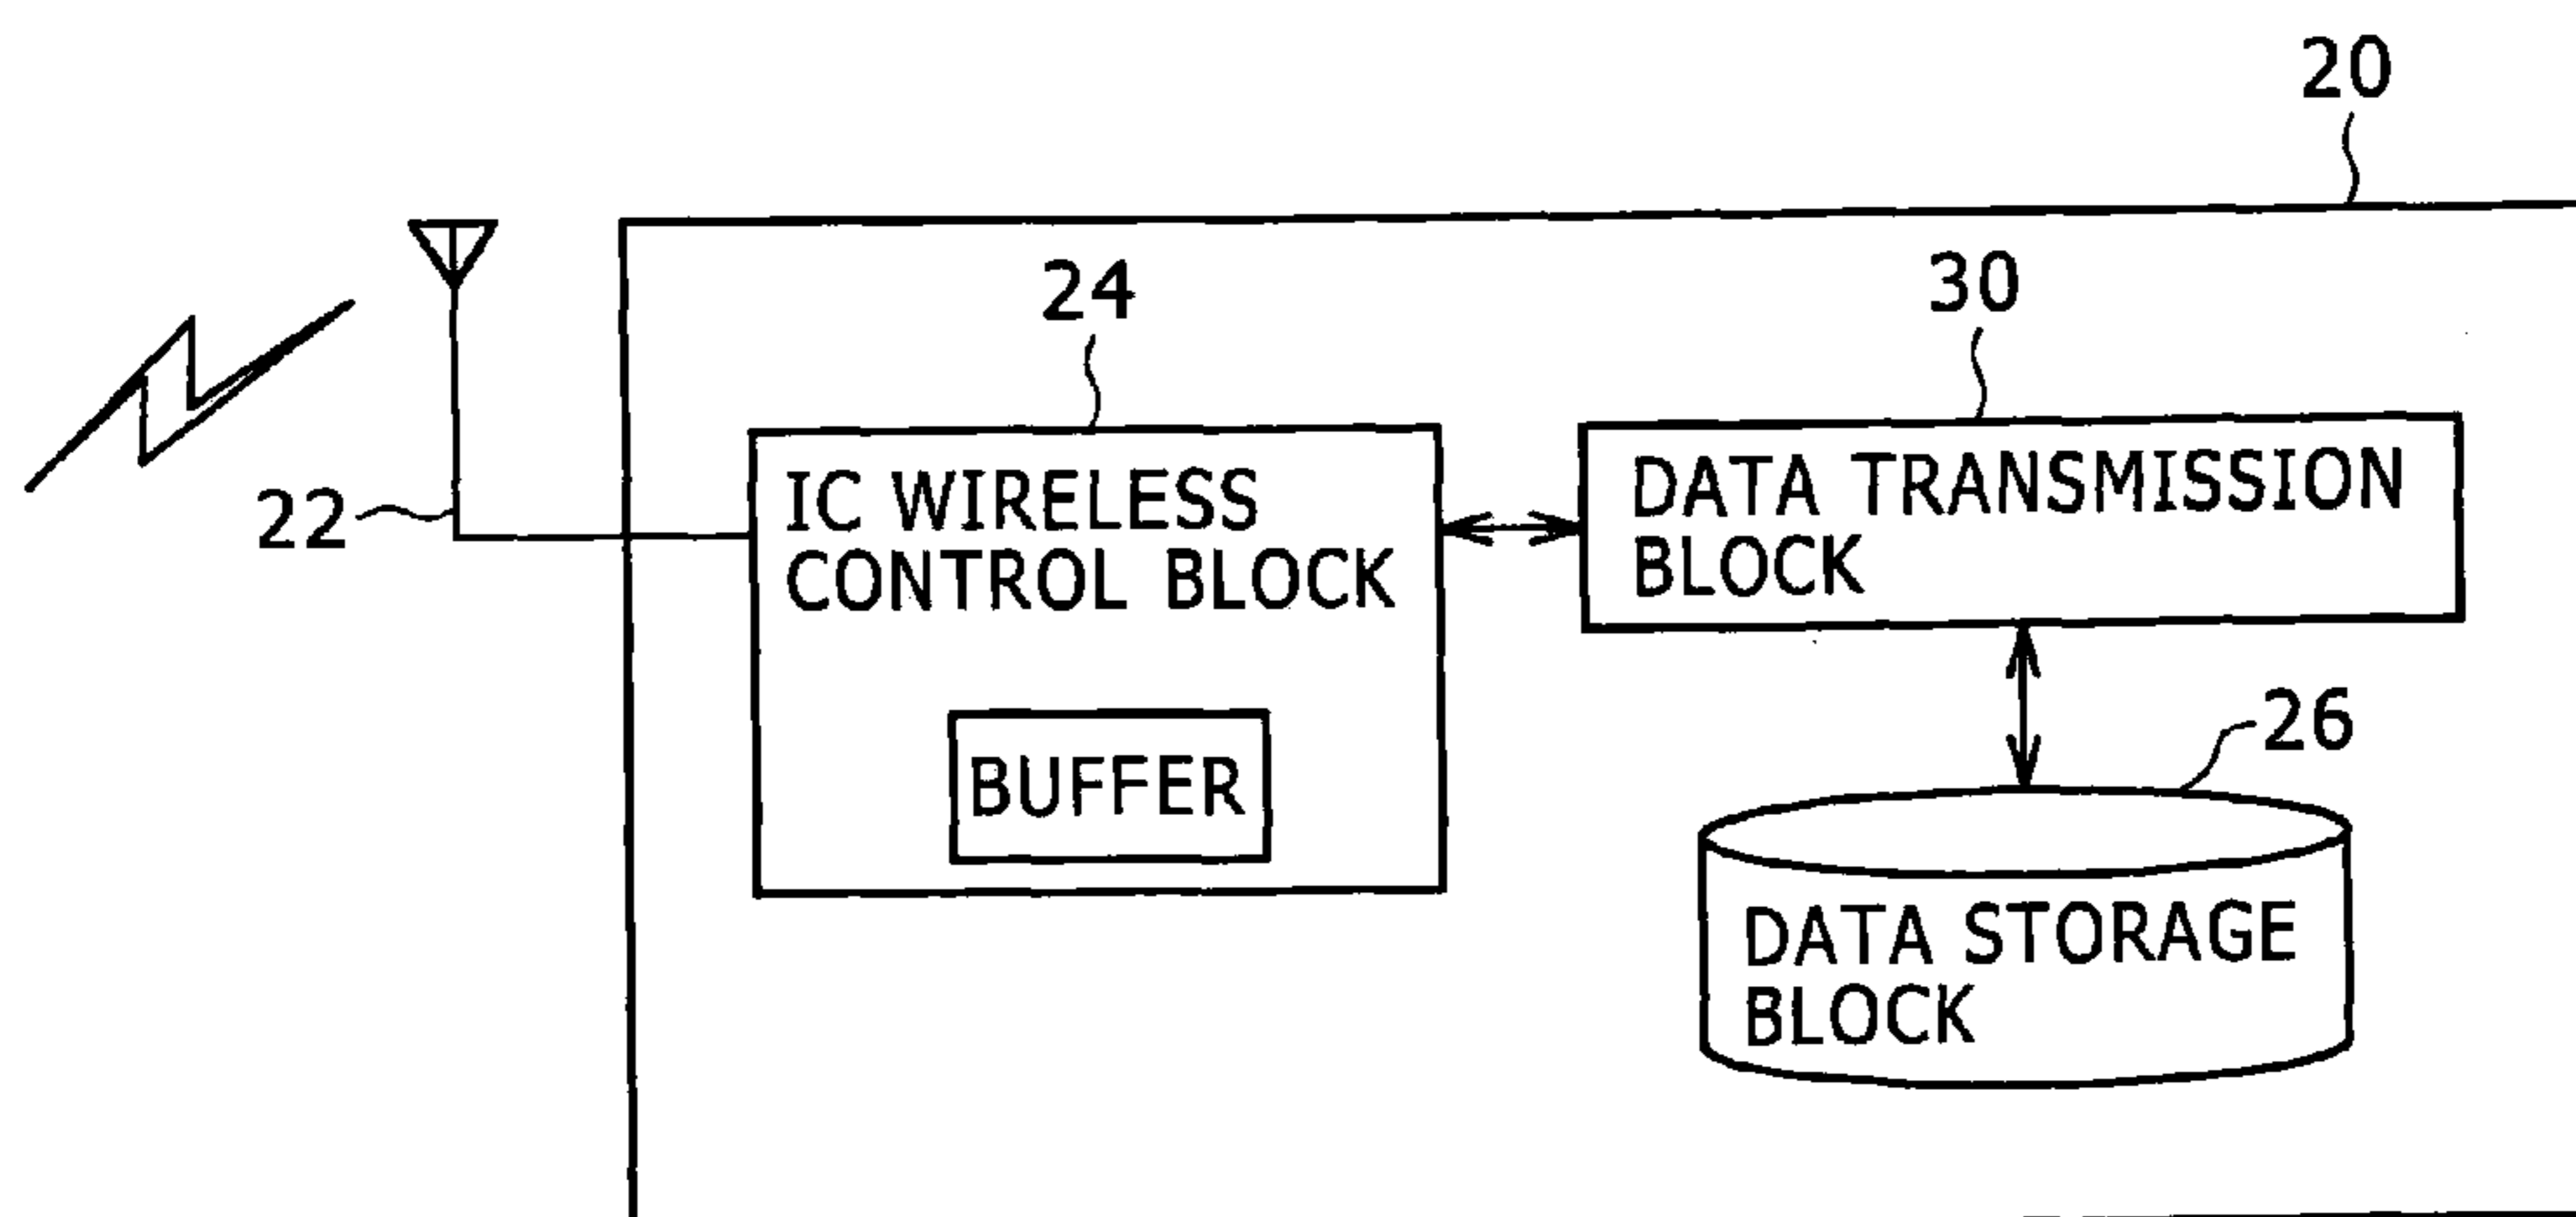 20
24
30
IC WIRELESS
CONTROL BLOCK
DATA TRANSMISSION
BLOCK
22
BUFFER
26
DATA STORAGE
BLOCK